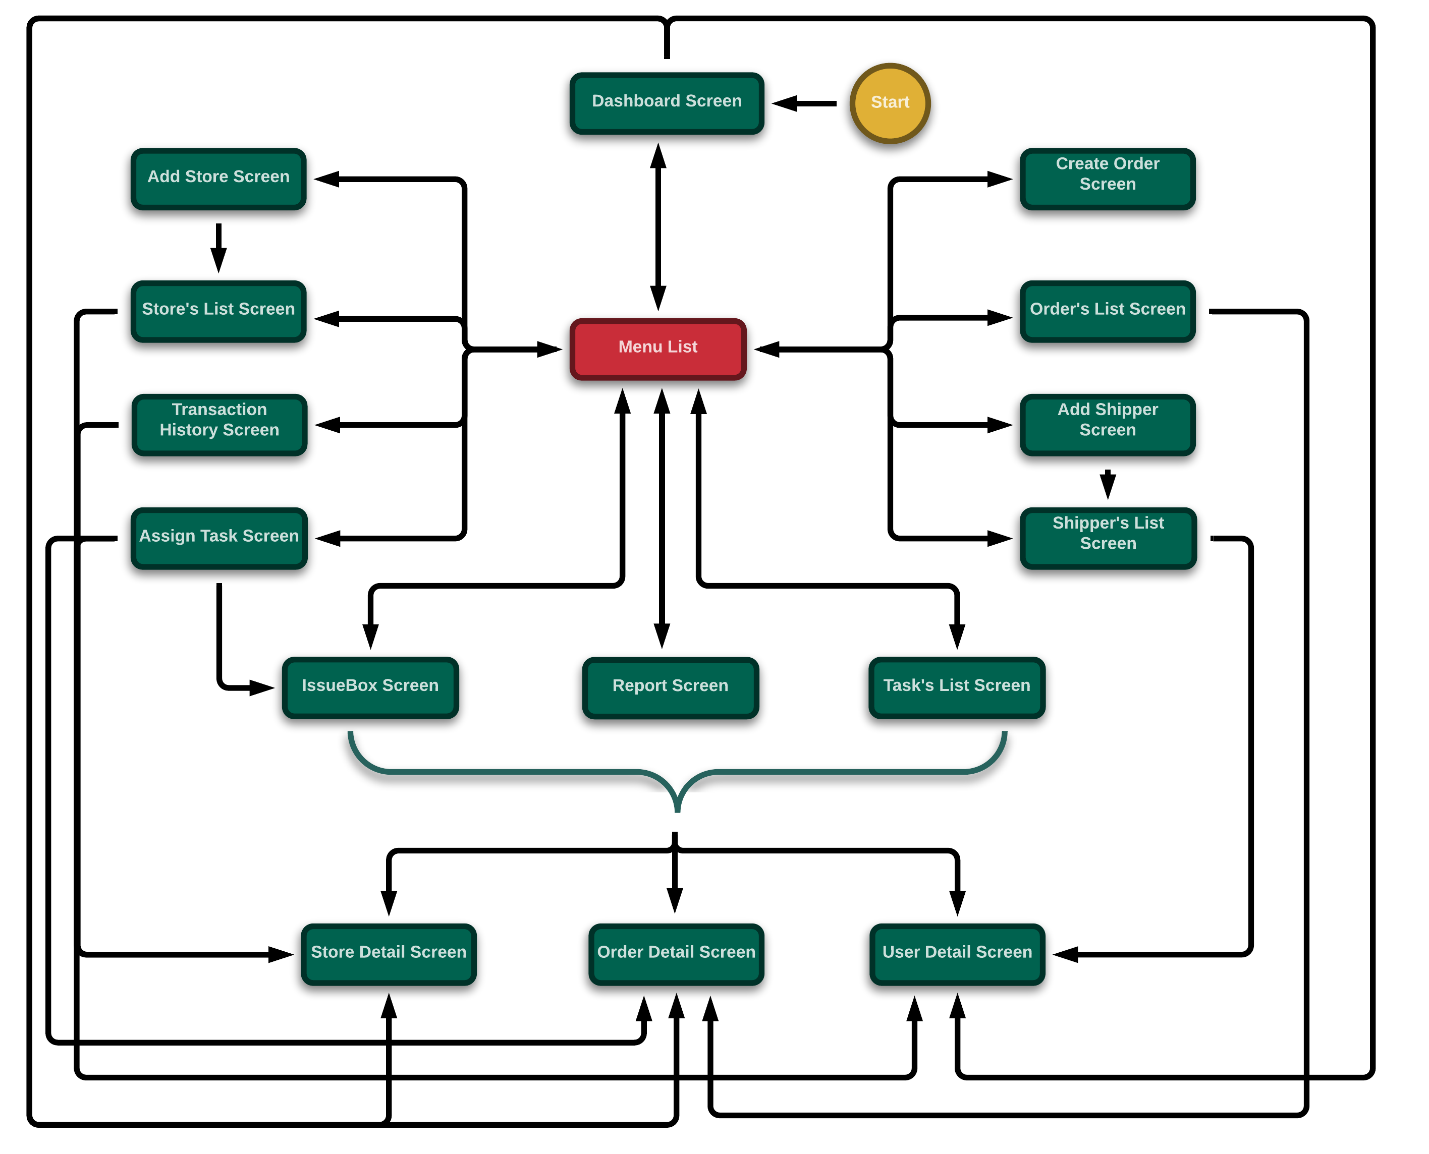 Dashboard Screen
Start
Add Store Screen
Create Order
Screen
Store's List Screen
Order's List Screen
Menu List
Transaction
History Screen
Add Shipper
Screen
Assign Task Screen
Shipper's List
Screen
IssueBox Screen
Report Screen
Task's List Screen
Store Detail Screen
Order Detail Screen
User Detail Screen